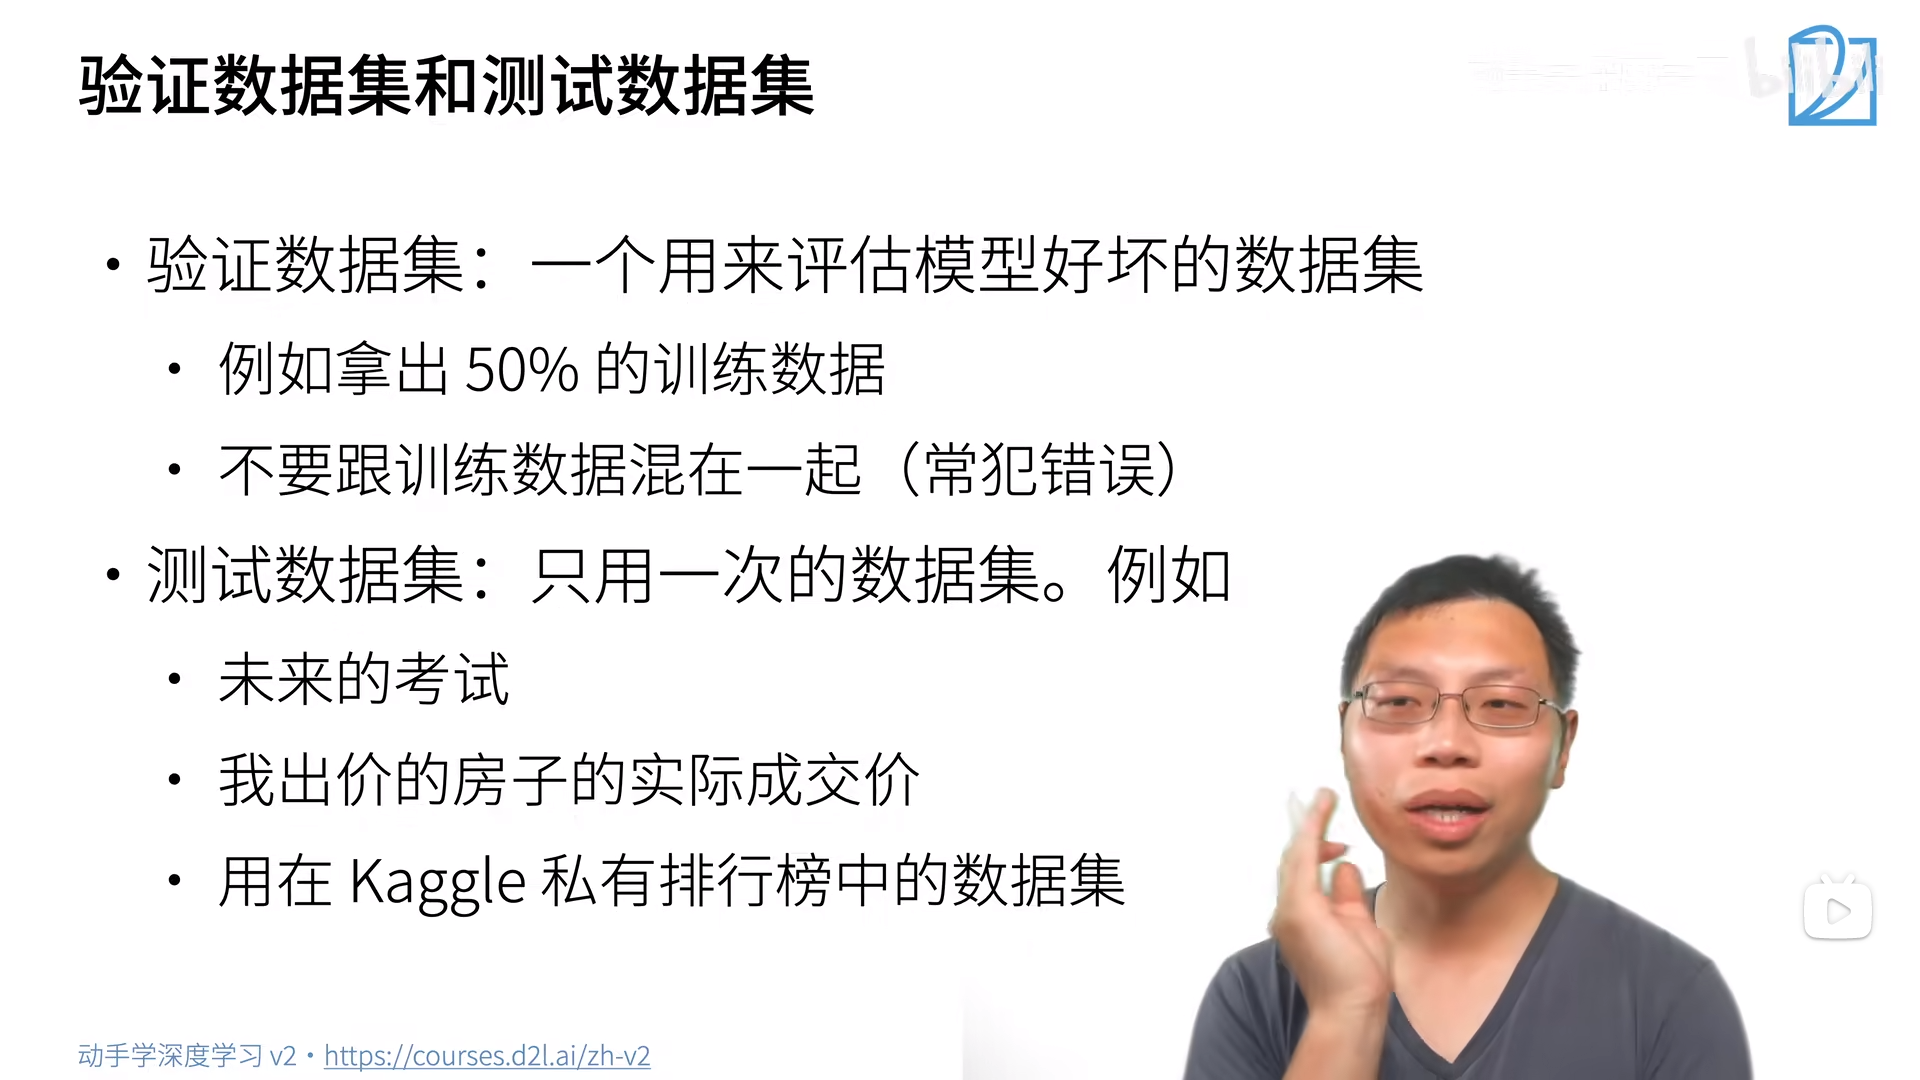 验证数据集和测试数据集
bilibili
• 验证数据集：一个用来评估模型好坏的数据集
• 例如拿出 50% 的训练数据
• 不要跟训练数据混在一起（常犯错误）
• 测试数据集：只用一次的数据集。例如
• 未来的考试
• 我出价的房子的实际成交价
• 用在 Kaggle 私有排行榜中的数据集
动手学深度学习 v2 • https://courses.d2l.ai/zh-v2